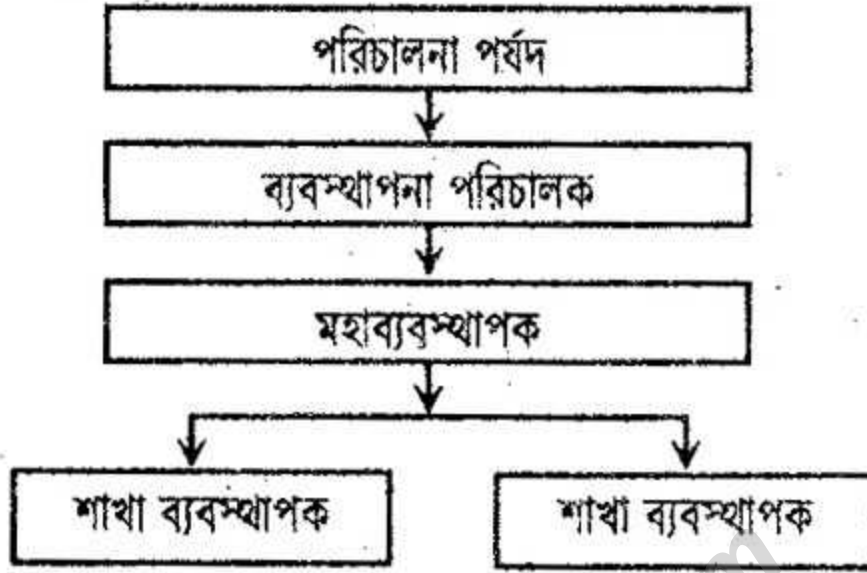 পরিচালনা পর্ষদ
ব্যবস্থাপনা পরিচালক
মহাব্যবস্থাপক
শাখা ব্যবস্থাপক
শাখা ব্যবস্থাপক